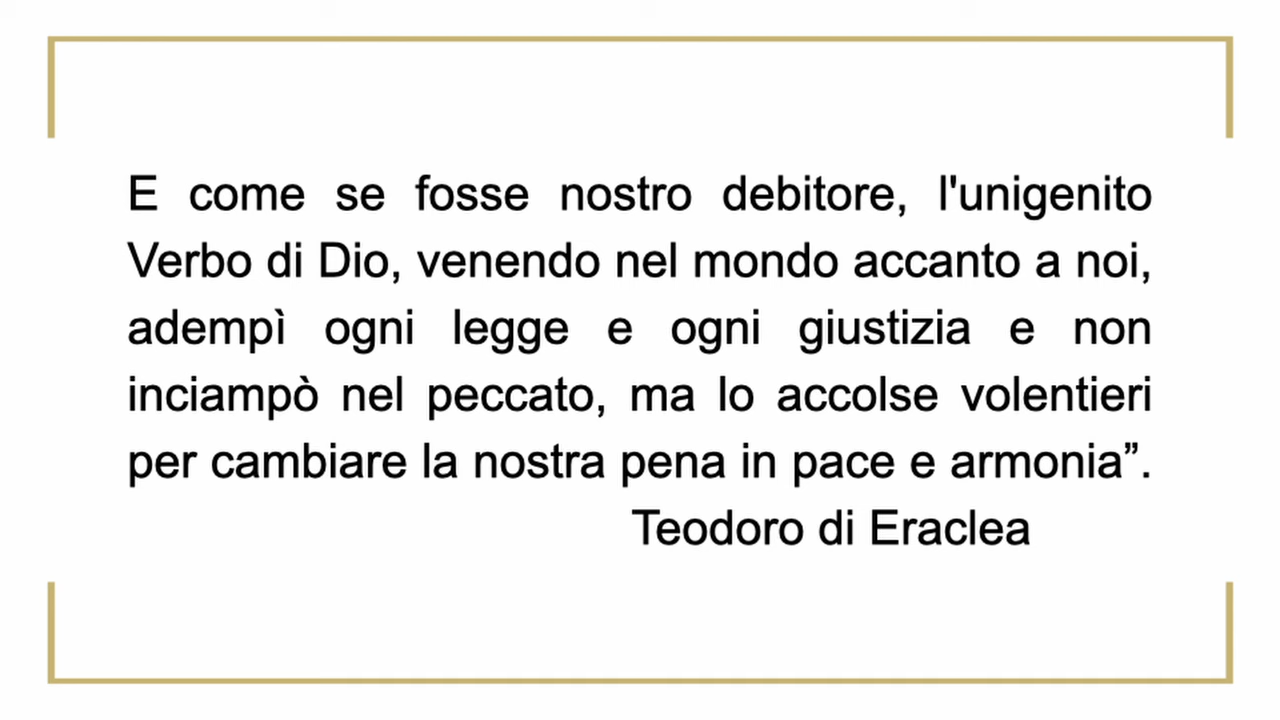 E come se fosse nostro debitore, l'unigenito
Verbo di Dio, venendo nel mondo accanto a noi,
adempì ogni legge e ogni giustizia e non
inciampò nel peccato, ma lo accolse volentieri
per cambiare la nostra pena in pace e armonia”.
Teodoro di Eraclea